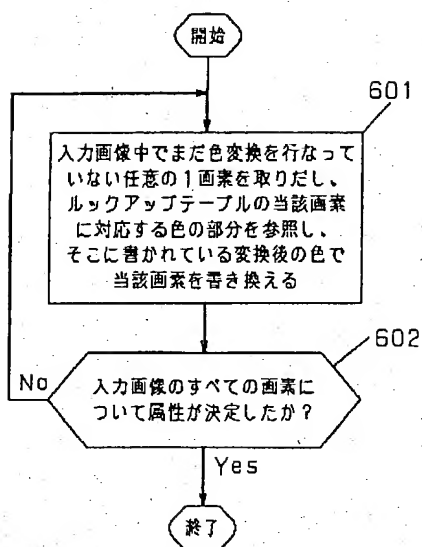 開始
601
入力画像中でまだ色変換を行なって
いない任意の1画素を取りだし、
ルックアップテーブルの当該画素
に対応する色の部分を参照し、
そこに書かれている変換後の色で
当該画素を書き換える
602
No
入力画像のすべての画素に
ついて属性が決定したか?
Yes
終了